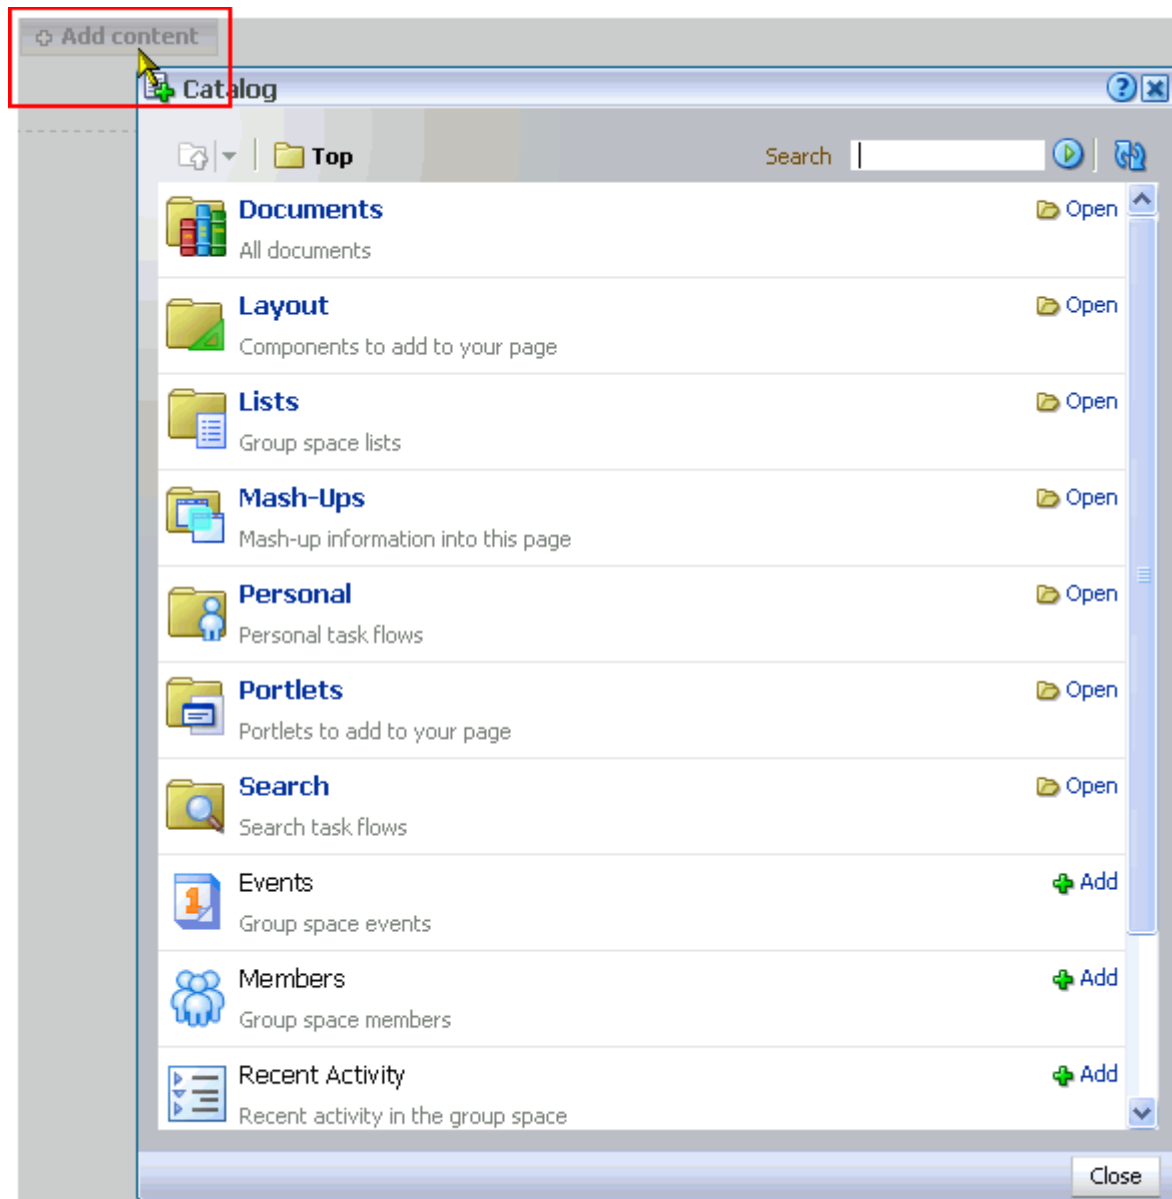 Add content
Catalog
Top Search
Documents Open
All documents
Layout Open
Components to add to your page
Lists Open
Group space lists
Mash-Ups Open
Mash-up information into this page
Personal Open
Personal task flows
Portlets Open
Portlets to add to your page
Search Open
Search task flows
Events Add
Group space events
Members Add
Group space members
Recent Activity Add
Recent activity in the group space
Close